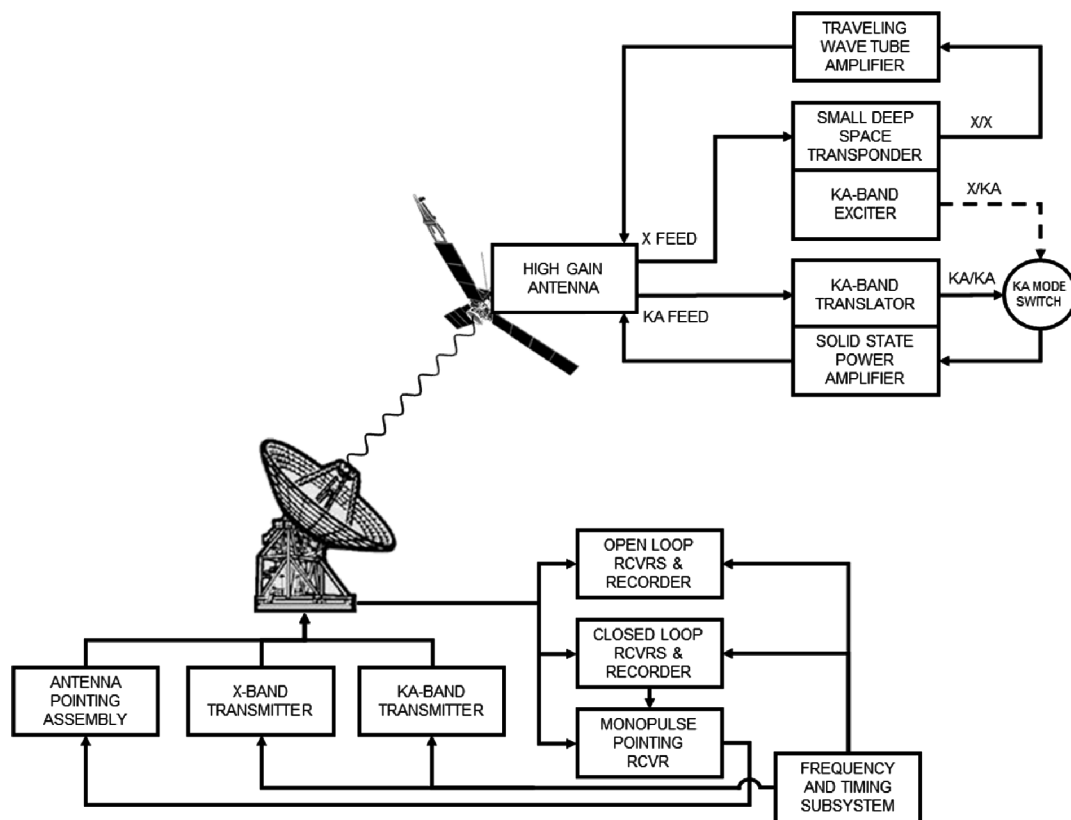 TRAVELING
WAVE TUBE
AMPLIFIER
SMALL DEEP
SPACE
TRANSPONDER
X/X
KA-BAND
EXCITER
X/KA
X FEED
HIGH GAIN
ANTENNA
KA FEED
KA-BAND
TRANSLATOR
KA/KA
KA MODE
SWITCH
SOLID STATE
POWER
AMPLIFIER
OPEN LOOP
RCVRS &
RECORDER
CLOSED LOOP
RCVRS &
RECORDER
ANTENNA
POINTING
ASSEMBLY
X-BAND
TRANSMITTER
KA-BAND
TRANSMITTER
MONOPULSE
POINTING
RCVR
FREQUENCY
AND TIMING
SUBSYSTEM